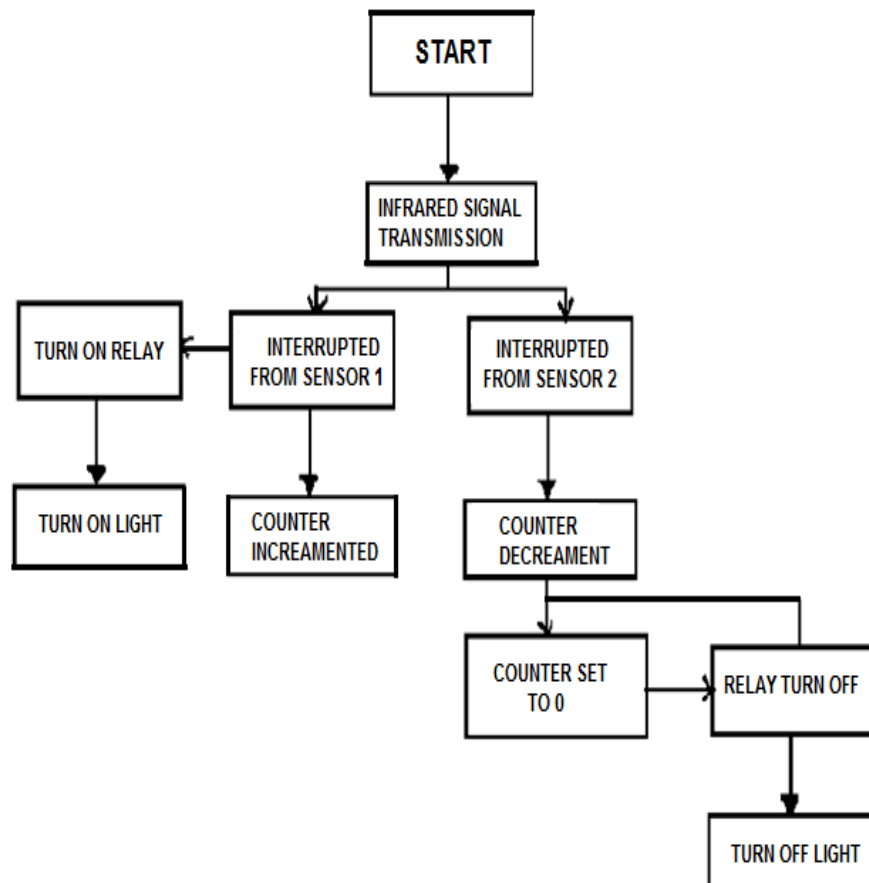 START
INFRARED SIGNAL
TRANSMISSION
TURN ON RELAY
INTERRUPTED
FROM SENSOR 1
INTERRUPTED
FROM SENSOR 2
TURN ON LIGHT
COUNTER
INCREAMENTED
COUNTER
DECREAMENT
COUNTER SET
TO 0
RELAY TURN OFF
TURN OFF LIGHT